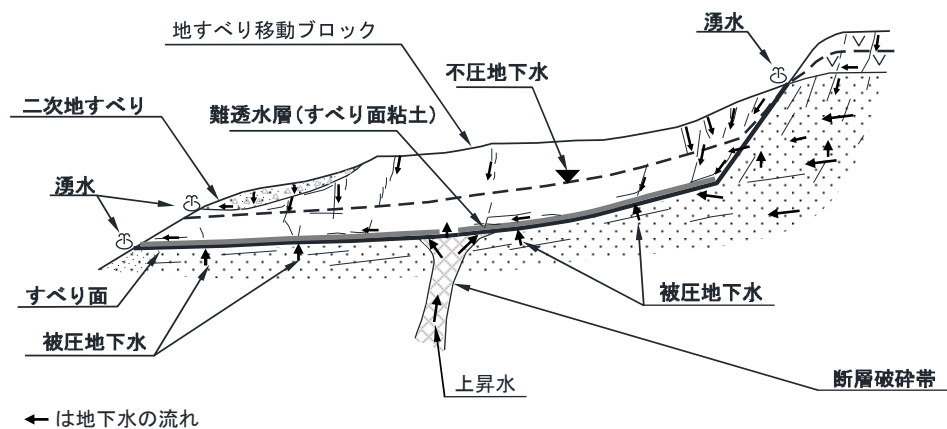 湧水
地すべり移動ブロック
不圧地下水
二次地すべり
難透水層(すべり面粘土)
湧水
すべり面
被圧地下水
被圧地下水
上昇水
断層破砕帯
は地下水の流れ